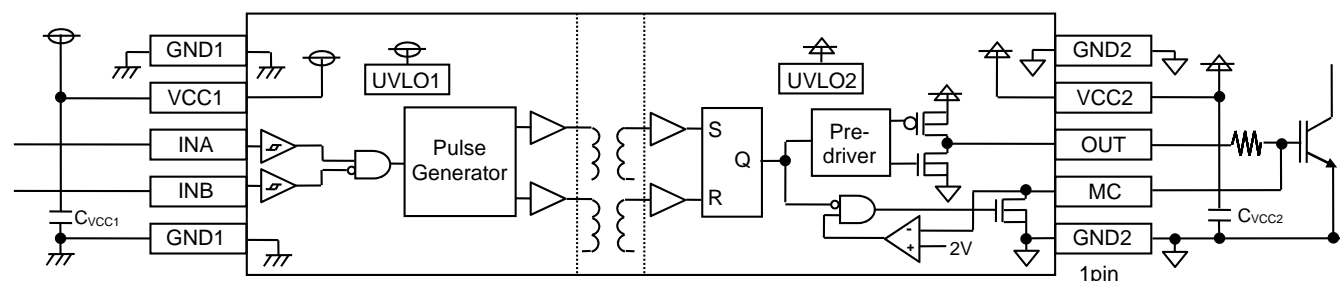 GND1
GND2
UVLO1
UVLO2
VCC1
VCC2
INA
Pulse
Generator
S
Q
R
Pre-
driver
OUT
INB
MC
CVCC1
GND1
-
+
2V
GND2
CVCC2
1pin